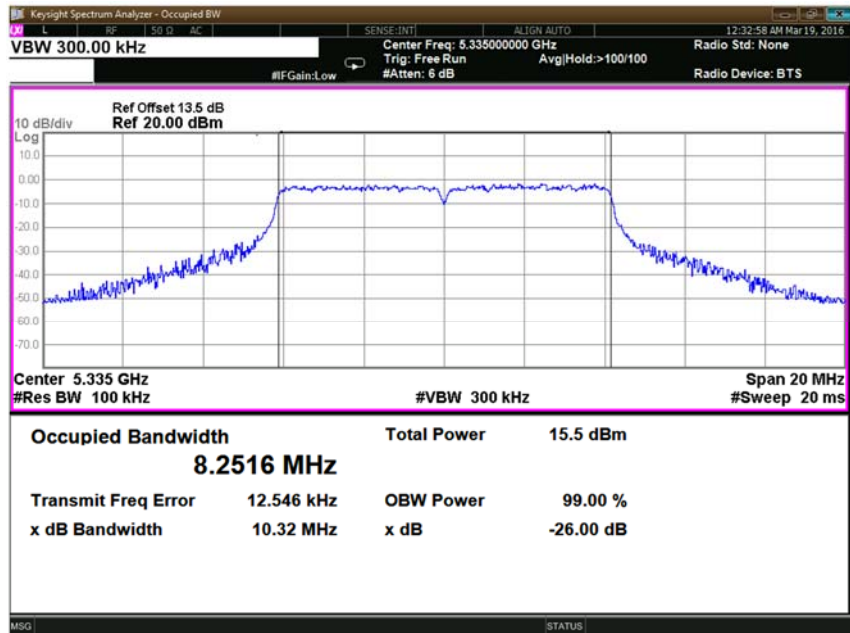 Keysight Spectrum Analyzer - Occupied BW
L RF 50 Ω AC SENSE:INT ALIGN AUTO 12:32:58 AM Mar 19, 2016
VBW 300.00 kHz Center Freq: 5.335000000 GHz Radio Std: None
Trig: Free Run Avg|Hold:>100/100
#IFGain:Low #Atten: 6 dB Radio Device: BTS
Ref Offset 13.5 dB
10 dB/div Ref 20.00 dBm
Log
10.0
0.00
-10.0
-20.0
-30.0
-40.0
-50.0
-60.0
-70.0
Center 5.335 GHz Span 20 MHz
#Res BW 100 kHz #VBW 300 kHz #Sweep 20 ms
Occupied Bandwidth Total Power 15.5 dBm
8.2516 MHz
Transmit Freq Error 12.546 kHz OBW Power 99.00 %
x dB Bandwidth 10.32 MHz x dB -26.00 dB
MSG STATUS